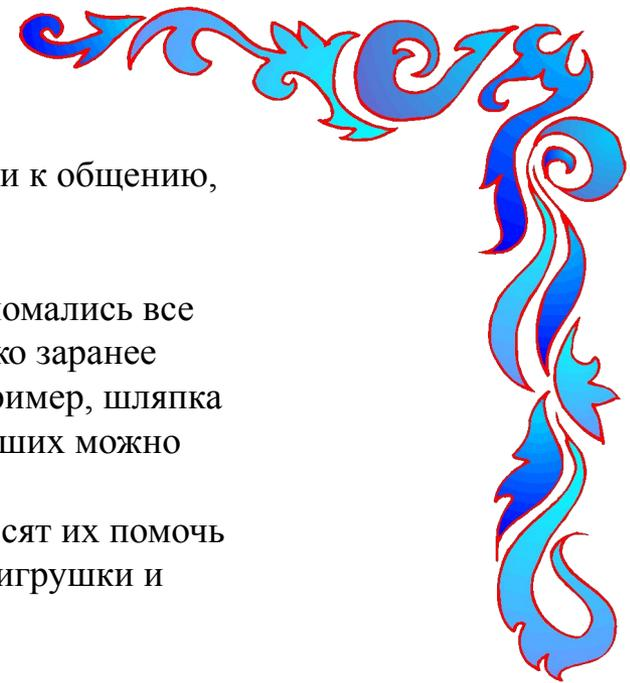 и к общению,
омались все
ко заранее
ример, шляпка
ших можно
сят их помочь
игрушки и